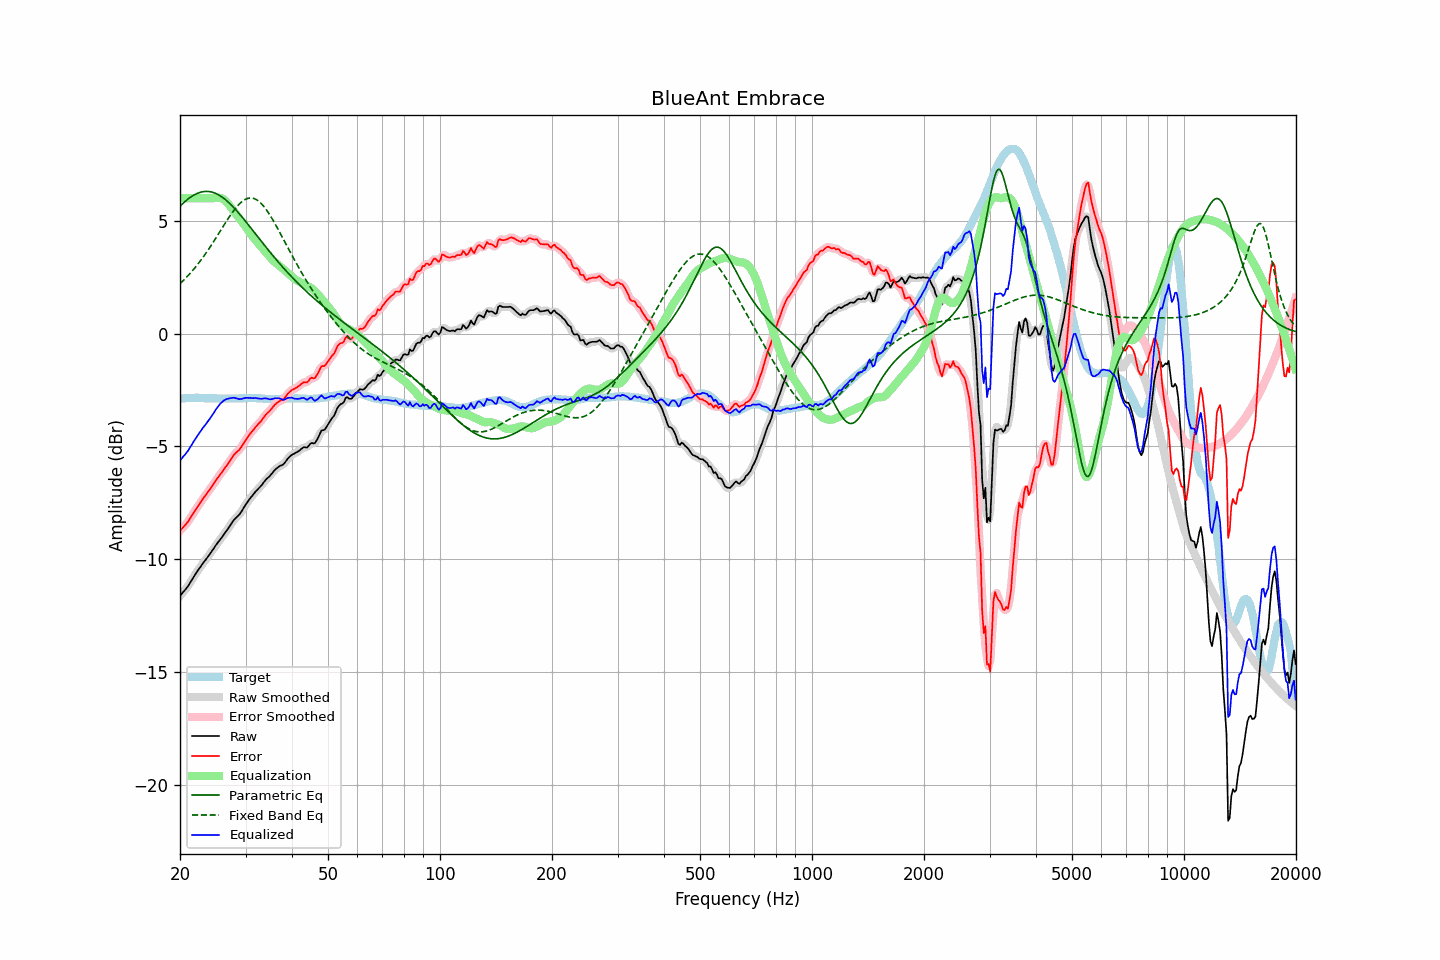 BlueAnt Embrace
Amplitude (dBr)
5
0
−5
−10
−15
−20
Target
Raw Smoothed
Error Smoothed
Raw
Error
Equalization
Parametric Eq
Fixed Band Eq
Equalized
20 50 100 200 500 1000 2000 5000 10000 20000
Frequency (Hz)